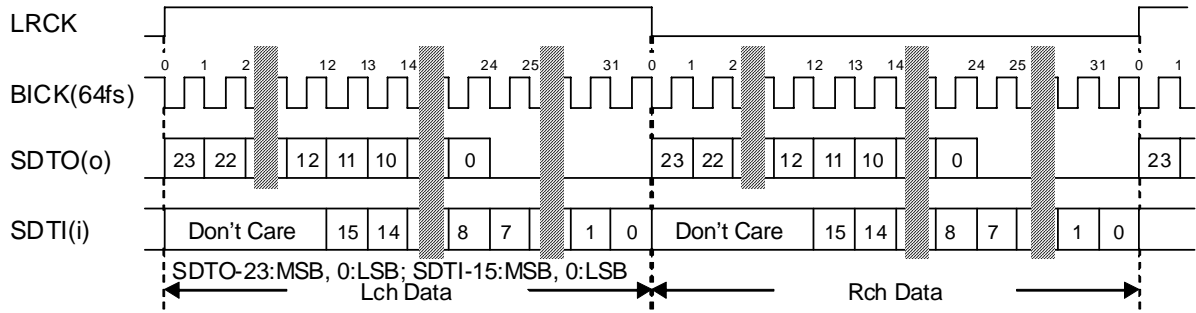 LRCK
0 1 2 12 13 14 24 25 31 0 1 2 12 13 14 24 25 31 0 1
BICK(64fs)
SDTO(o) 23 22 12 11 10 0 23 22 12 11 10 0 23
SDTI(i) Don't Care 15 14 8 7 1 0 Don't Care 15 14 8 7 1 0
SDTO-23:MSB, 0:LSB; SDTI-15:MSB, 0:LSB
Lch Data Rch Data